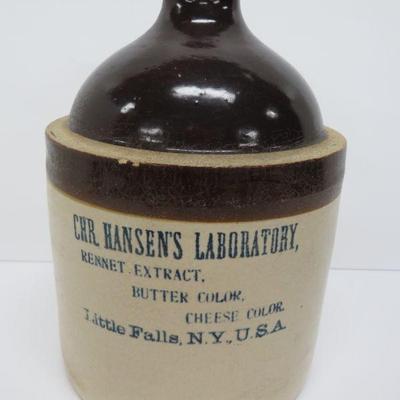 CHR. HANSEN'S LABORATORY,
RENNET EXTRACT,
BUTTER COLOR,
CHEESE COLOR.
Little Falls, N.Y., U.S.A.